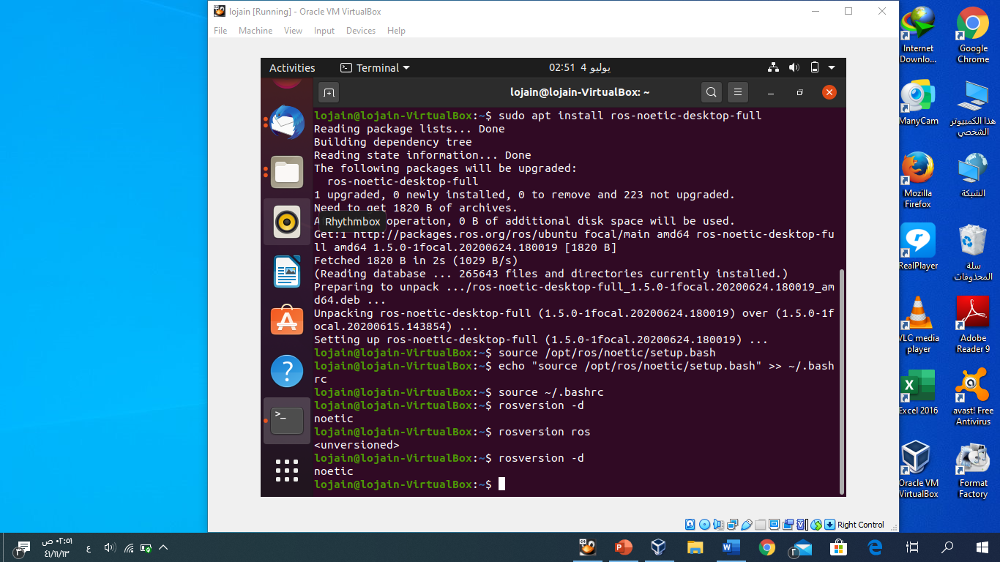 lojain [Running] - Oracle VM VirtualBox
File Machine View Input Devices Help
Activities Terminal 02:51 4 يوليو
lojain@lojain-VirtualBox: ~
lojain@lojain-VirtualBox:~$ sudo apt install ros-noetic-desktop-full
Reading package lists... Done
Building dependency tree
Reading state information... Done
The following packages will be upgraded:
ros-noetic-desktop-full
1 upgraded, 0 newly installed, 0 to remove and 223 not upgraded.
Need to get 1820 B of archives.
A operation, 0 B of additional disk space will be used.
Rhythmbox
Get:1 http://packages.ros.org/ros/ubuntu focal/main amd64 ros-noetic-desktop-fu
ll amd64 1.5.0-1focal.20200624.180019 [1820 B]
Fetched 1820 B in 2s (1029 B/s)
(Reading database ... 265643 files and directories currently installed.)
Preparing to unpack .../ros-noetic-desktop-full_1.5.0-1focal.20200624.180019_am
d64.deb ...
Unpacking ros-noetic-desktop-full (1.5.0-1focal.20200624.180019) over (1.5.0-1f
ocal.20200615.143854) ...
Setting up ros-noetic-desktop-full (1.5.0-1focal.20200624.180019) ...
lojain@lojain-VirtualBox:~$ source /opt/ros/noetic/setup.bash
lojain@lojain-VirtualBox:~$ echo "source /opt/ros/noetic/setup.bash" >> ~/.bash
rc
lojain@lojain-VirtualBox:~$ source ~/.bashrc
lojain@lojain-VirtualBox:~$ rosversion -d
noetic
lojain@lojain-VirtualBox:~$ rosversion ros
<unversioned>
lojain@lojain-VirtualBox:~$ rosversion -d
noetic
lojain@lojain-VirtualBox:~$
Right Control
Internet
Downlo...
Google
Chrome
ManyCam
هذا الكمبيوتر
الشخصي
Mozilla
Firefox
الشبكة
RealPlayer
سلة
المحذوفات
VLC media
player
Adobe
Reader 9
Excel 2016
avast! Free
Antivirus
Oracle VM
VirtualBox
Format
Factory
٠٢:٥١ ص
٤١/١١/١٣
ع
٣
٢